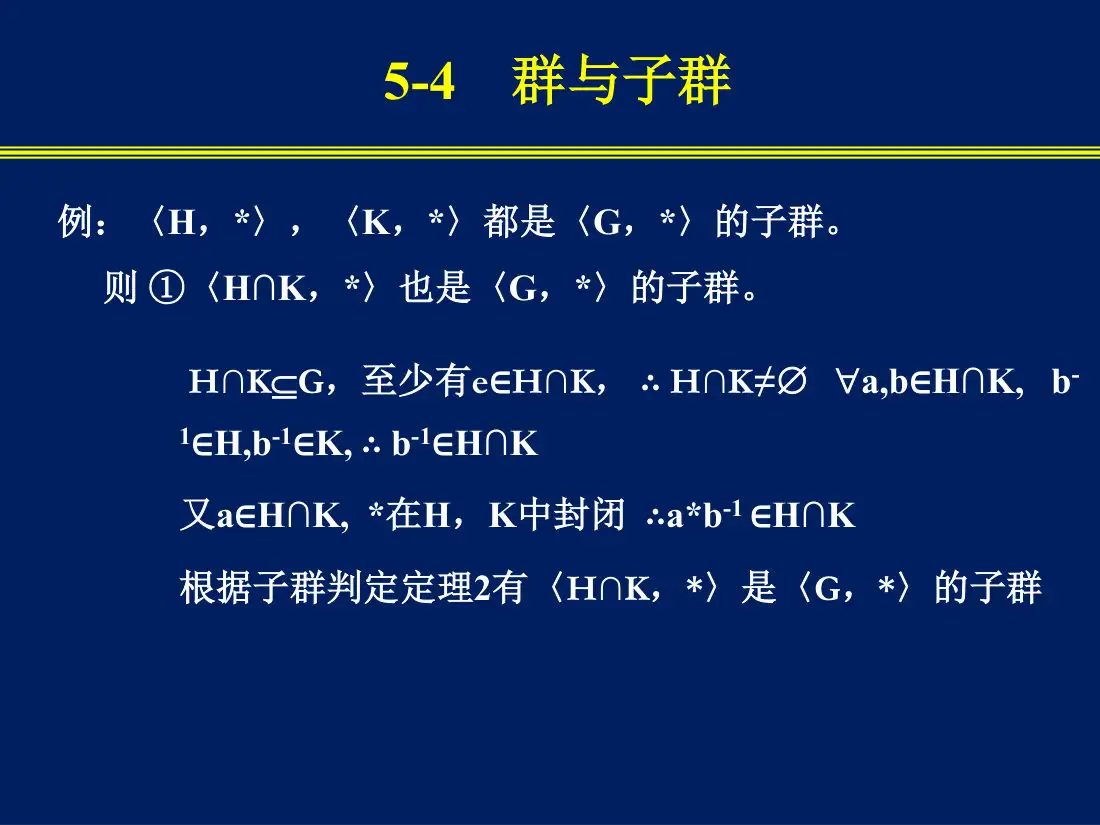 5-4 群与子群
例：〈H，*〉，〈K，*〉都是〈G，*〉的子群。
则 ①〈H∩K，*〉也是〈G，*〉的子群。
H∩K⊆G，至少有e∈H∩K， ∴ H∩K≠∅ ∀a,b∈H∩K, b⁻
¹∈H,b⁻¹∈K, ∴ b⁻¹∈H∩K
又a∈H∩K, *在H，K中封闭 ∴a*b⁻¹ ∈H∩K
根据子群判定定理2有〈H∩K，*〉是〈G，*〉的子群